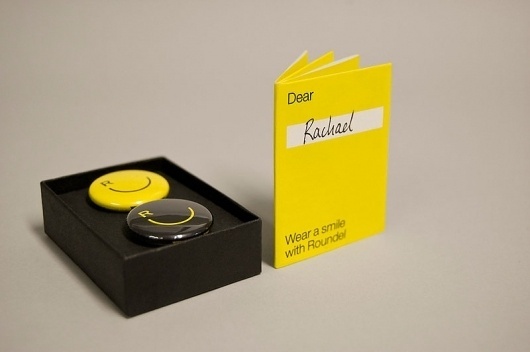 Dear
Rachael
Wear a smile
with Roundel
R
R